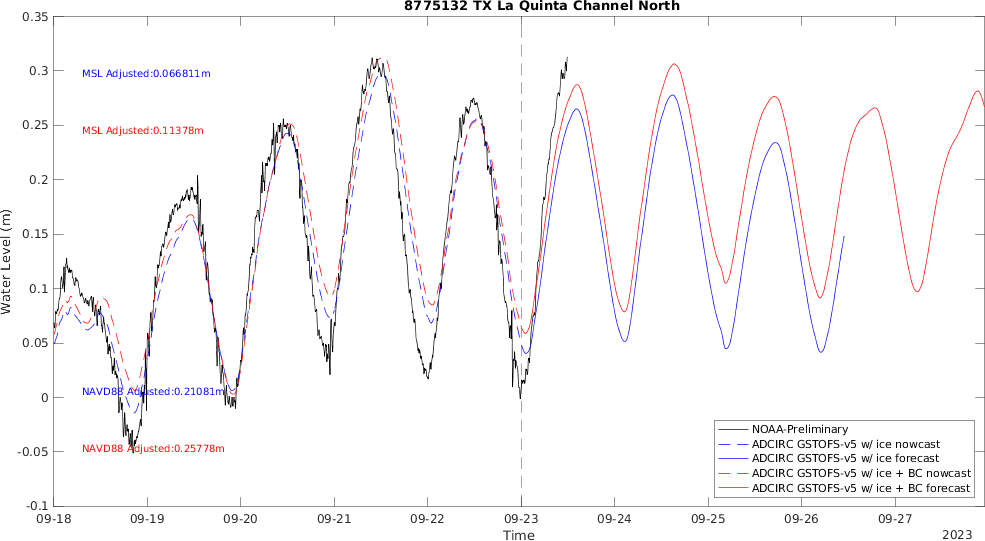 8775132 TX La Quinta Channel North
0.35
0.3
0.25
0.2
0.15
0.1
0.05
0
-0.05
-0.1
Water Level (m)
MSL Adjusted:0.066811m
MSL Adjusted:0.11378m
NAVD88 Adjusted:0.21081m
NAVD88 Adjusted:0.25778m
NOAA-Preliminary
ADCIRC GSTOFS-v5 w/ ice nowcast
ADCIRC GSTOFS-v5 w/ ice forecast
ADCIRC GSTOFS-v5 w/ ice + BC nowcast
ADCIRC GSTOFS-v5 w/ ice + BC forecast
09-18 09-19 09-20 09-21 09-22 09-23 09-24 09-25 09-26 09-27
Time
2023